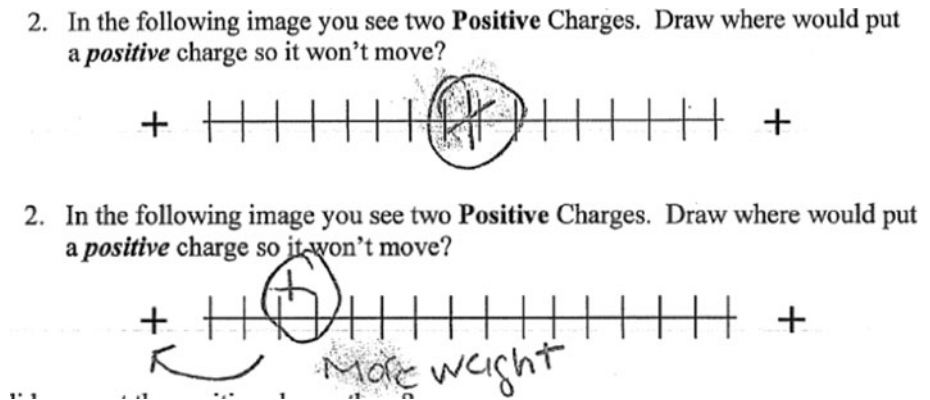 2. In the following image you see two Positive Charges. Draw where would put
a positive charge so it won't move?
+ +
2. In the following image you see two Positive Charges. Draw where would put
a positive charge so it won't move?
+
+ +
More weight